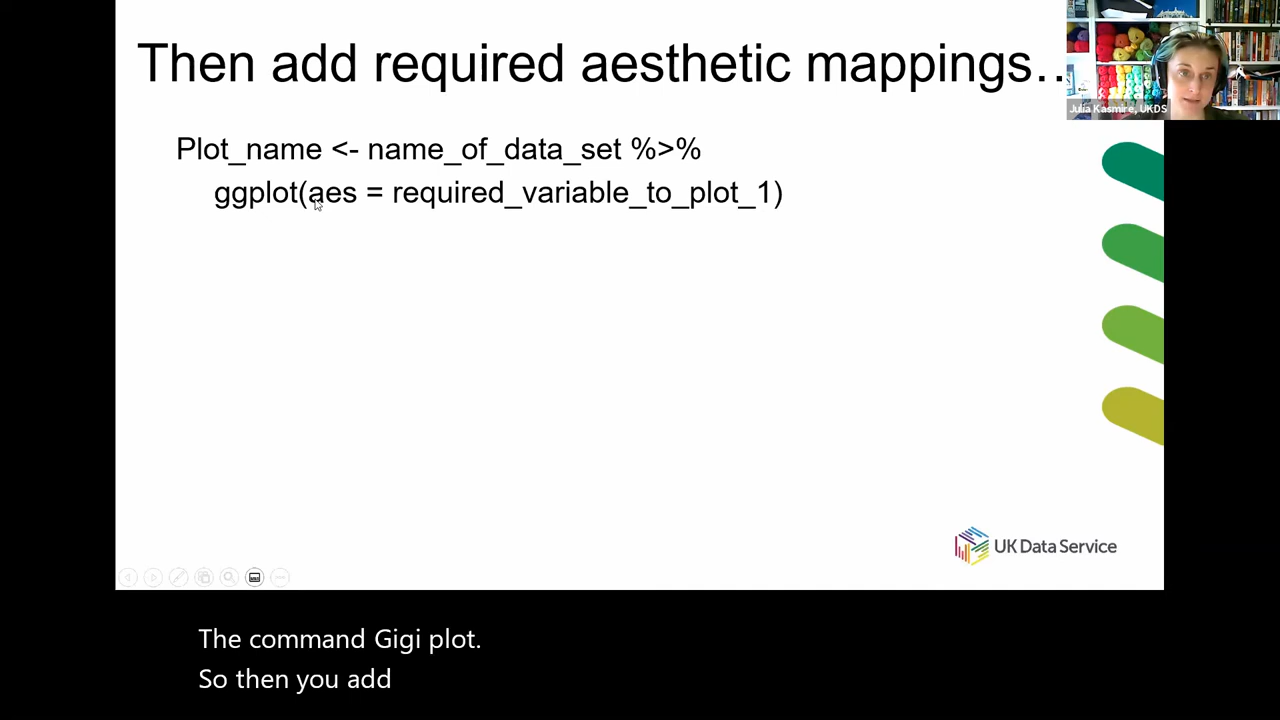 Then add required aesthetic mappings…
Julia Kasmire, UKDS
Plot_name <- name_of_data_set %>%
ggplot(aes = required_variable_to_plot_1)
UK Data Service
The command Gigi plot.
So then you add